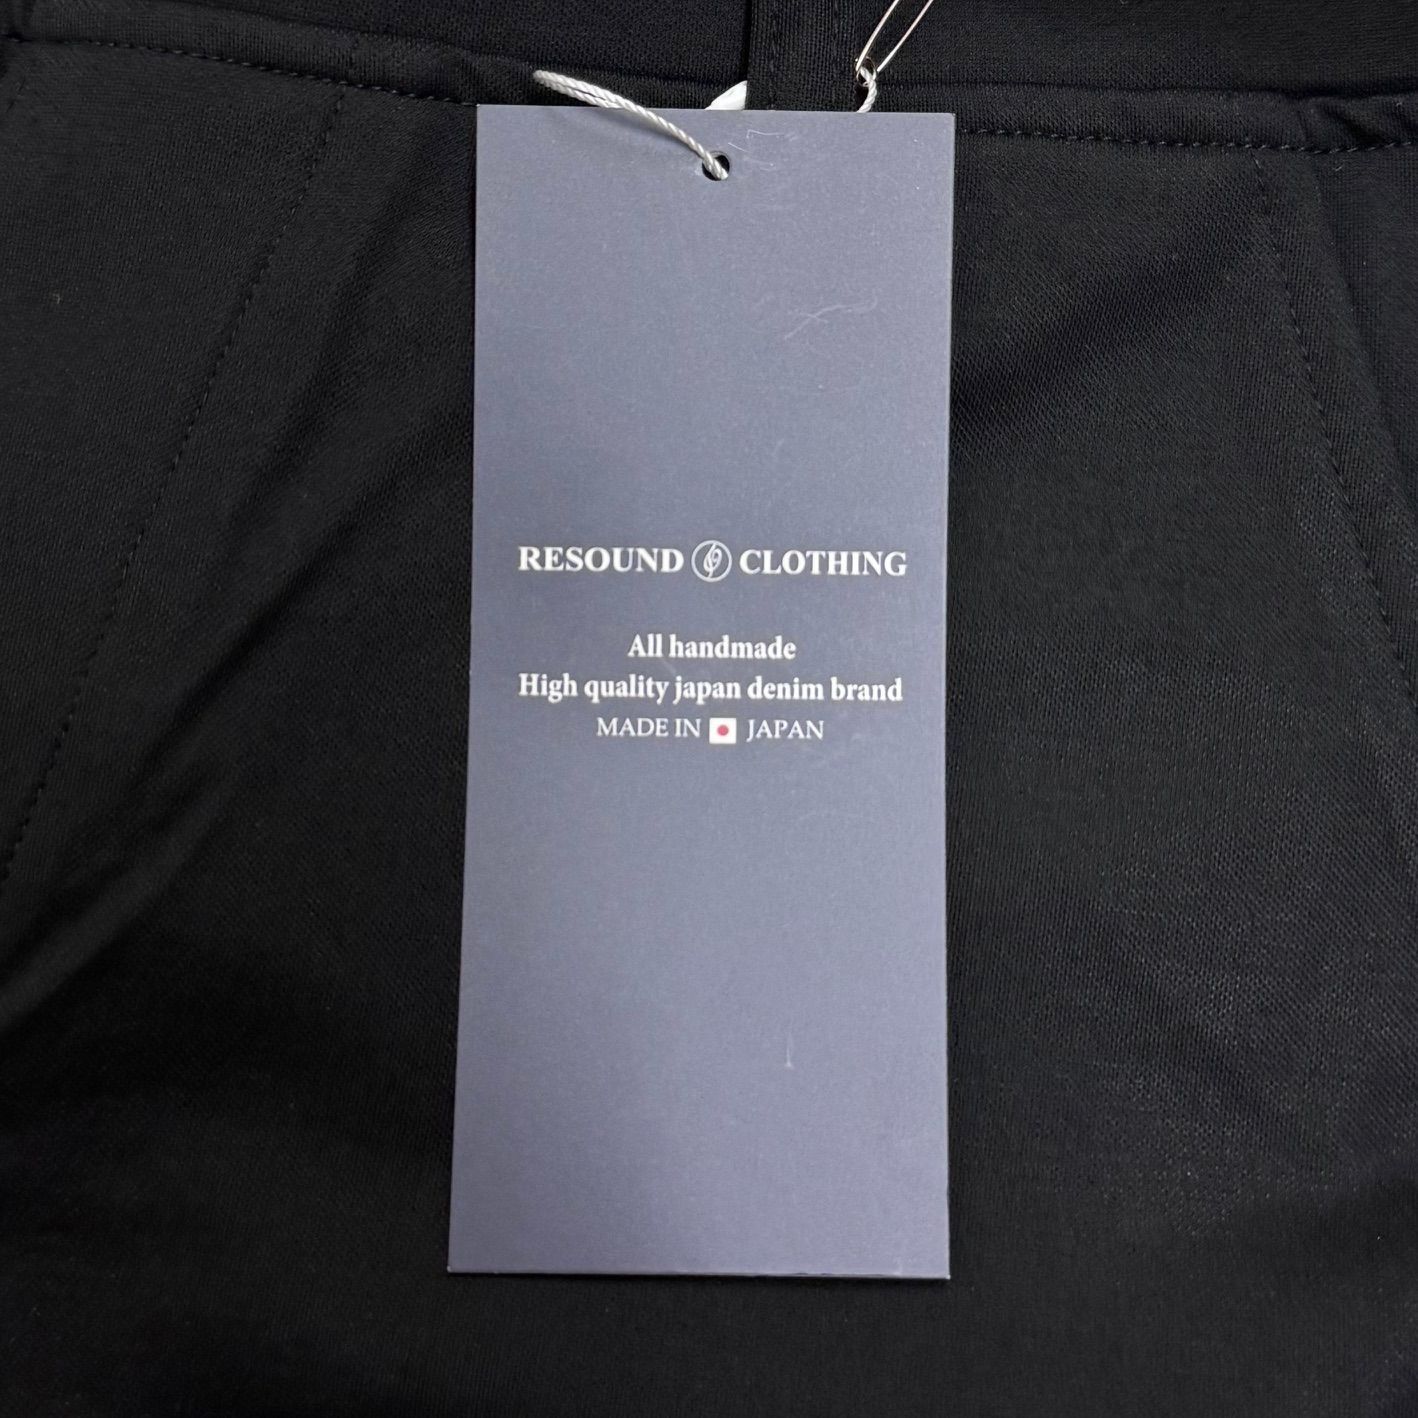 RESOUND CLOTHING
All handmade
High quality japan denim brand
MADE IN JAPAN